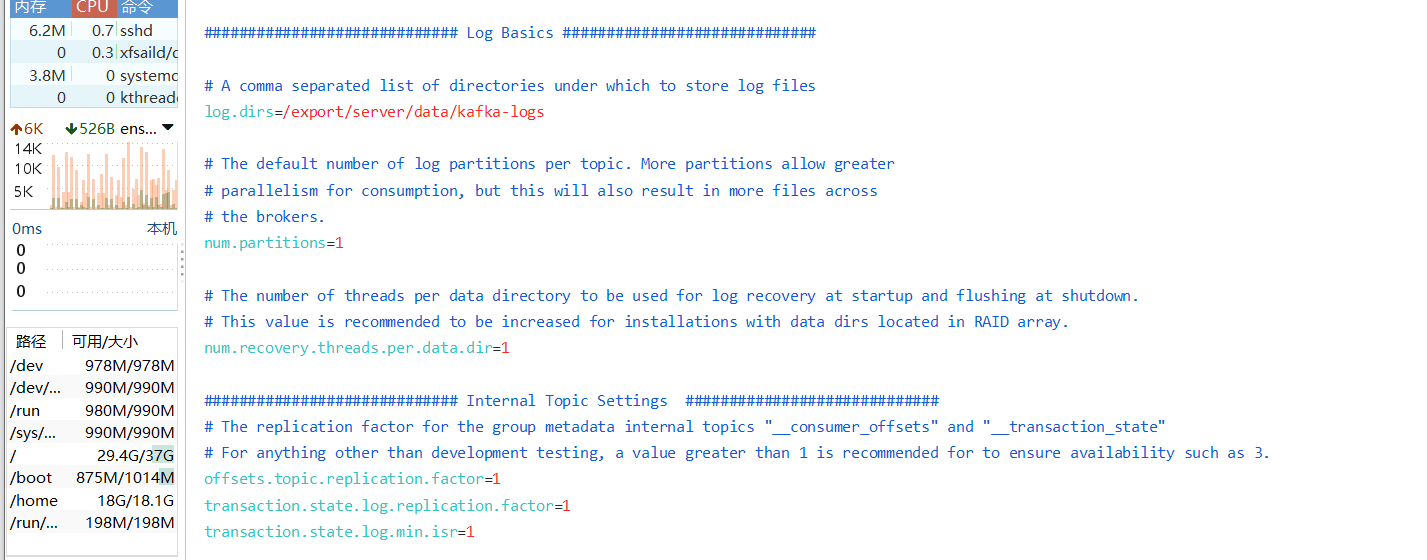 内存 CPU 命令
6.2M 0.7 sshd
0 0.3 xfsaild/d
3.8M 0 systemd
0 0 kthreadd
6K 526B ens...
14K
10K
5K
0ms 本机
0
0
0
路径 可用/大小
/dev 978M/978M
/dev/... 990M/990M
/run 980M/990M
/sys/... 990M/990M
/ 29.4G/37G
/boot 875M/1014M
/home 18G/18.1G
/run/... 198M/198M
############################# Log Basics #############################
# A comma separated list of directories under which to store log files
log.dirs=/export/server/data/kafka-logs
# The default number of log partitions per topic. More partitions allow greater
# parallelism for consumption, but this will also result in more files across
# the brokers.
num.partitions=1
# The number of threads per data directory to be used for log recovery at startup and flushing at shutdown.
# This value is recommended to be increased for installations with data dirs located in RAID array.
num.recovery.threads.per.data.dir=1
############################# Internal Topic Settings  #############################
# The replication factor for the group metadata internal topics "__consumer_offsets" and "__transaction_state"
# For anything other than development testing, a value greater than 1 is recommended for to ensure availability such as 3.
offsets.topic.replication.factor=1
transaction.state.log.replication.factor=1
transaction.state.log.min.isr=1